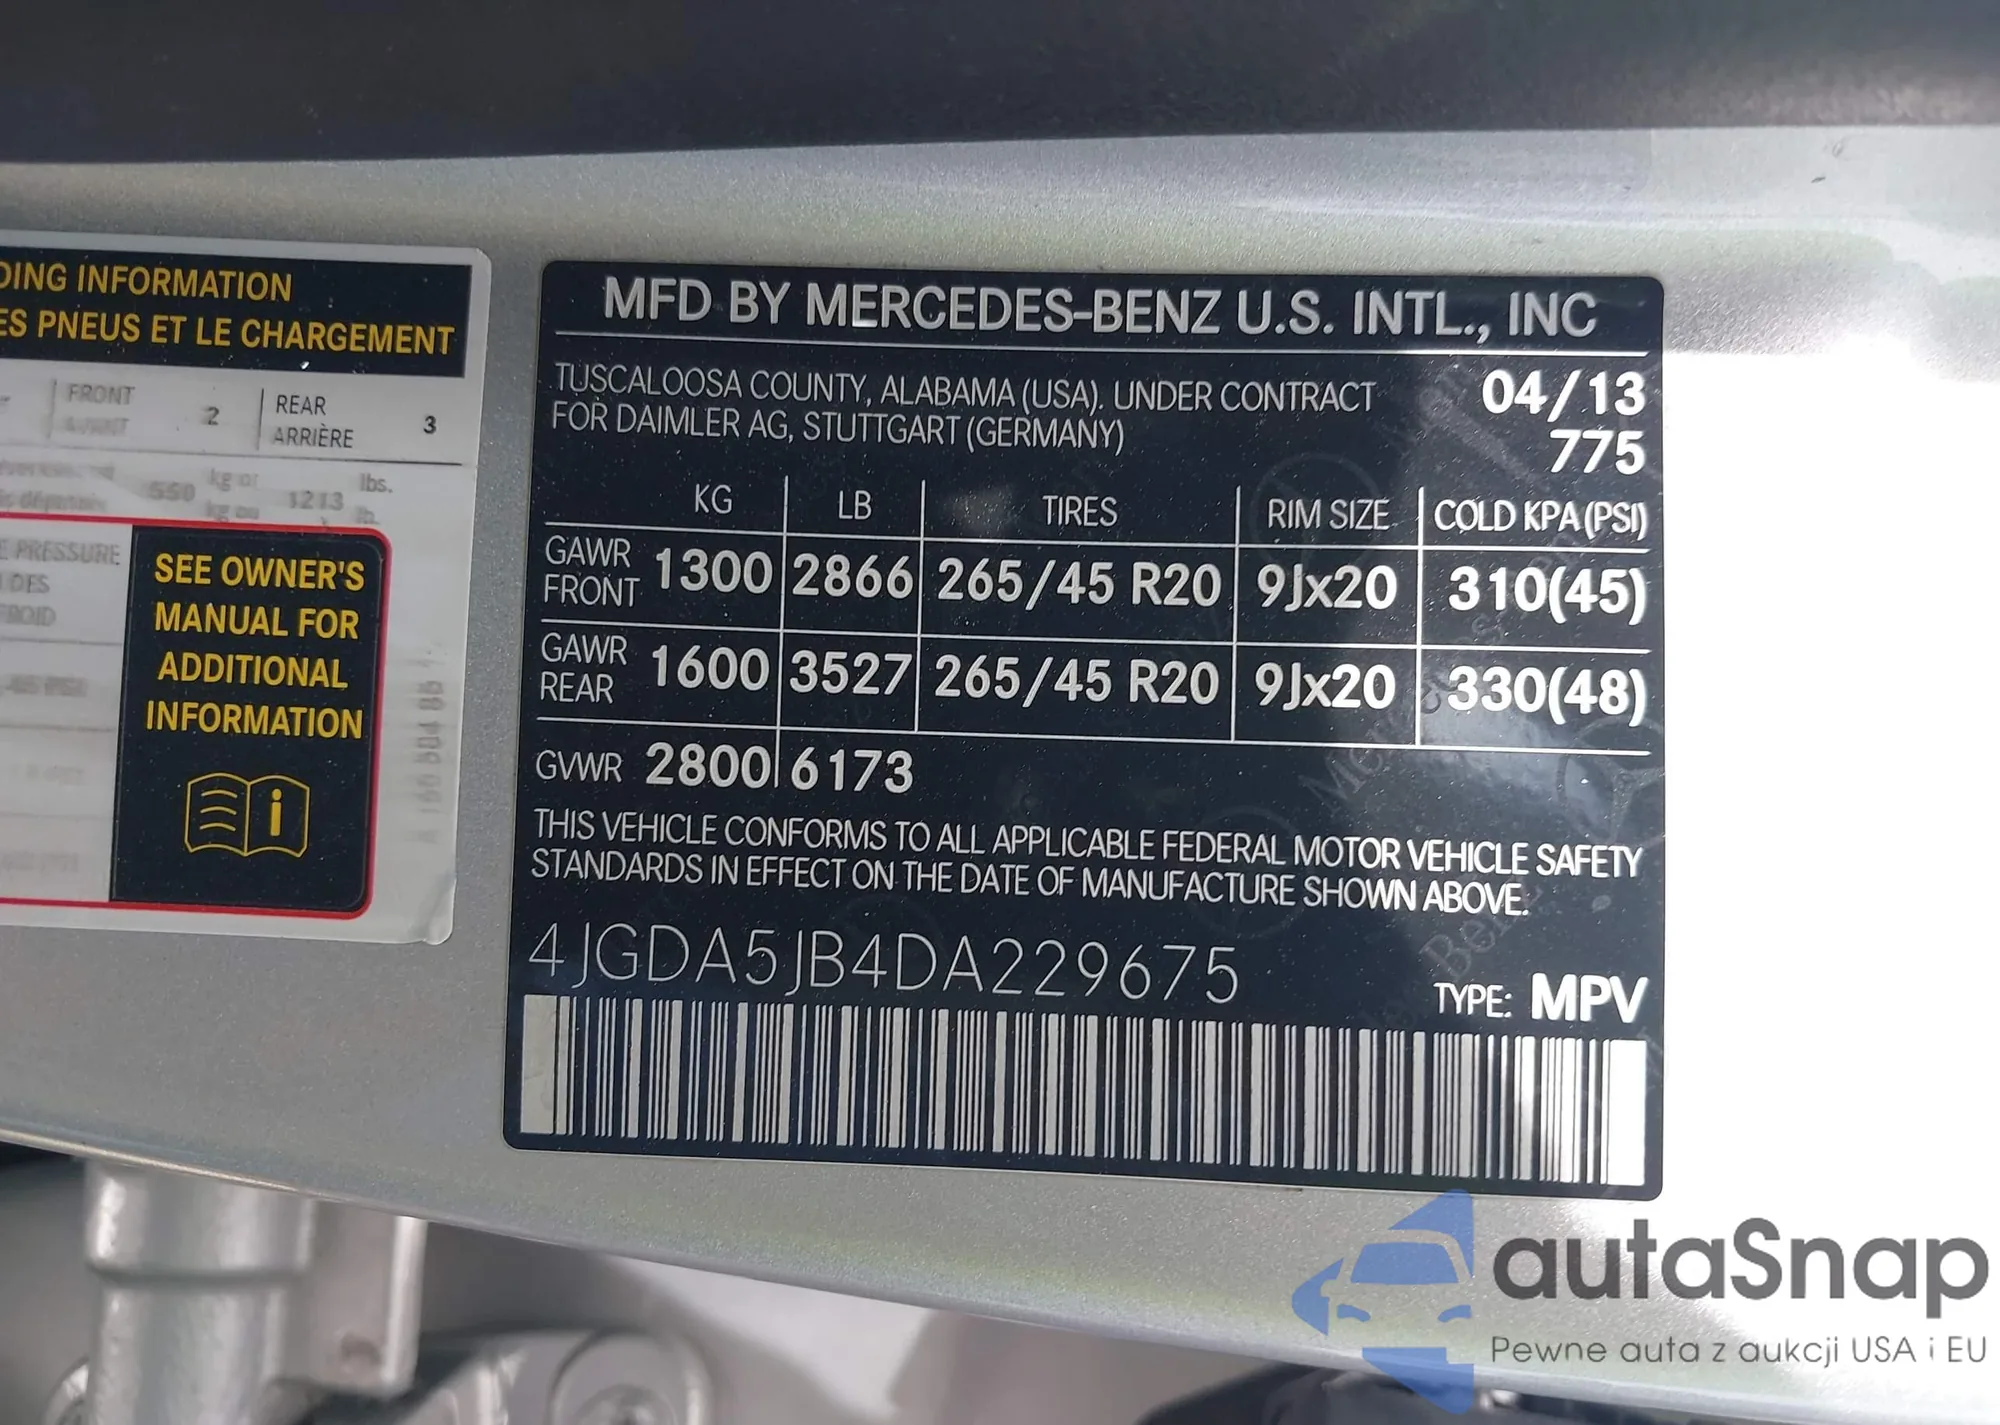 DING INFORMATION
ES PNEUS ET LE CHARGEMENT
FRONT
2
REAR
ARRIÈRE
3
550
kg or
1213
lbs.
lb.
E PRESSURE
DES
SEE OWNER'S
MANUAL FOR
ADDITIONAL
INFORMATION
i
MFD BY MERCEDES-BENZ U.S. INTL., INC
TUSCALOOSA COUNTY, ALABAMA (USA). UNDER CONTRACT
FOR DAIMLER AG, STUTTGART (GERMANY)
04/13
775
KG LB TIRES RIM SIZE COLD KPA (PSI)
GAWR
FRONT
1300 2866 265/45 R20 9Jx20 310(45)
GAWR
REAR
1600 3527 265/45 R20 9Jx20 330(48)
GVWR 2800 6173
THIS VEHICLE CONFORMS TO ALL APPLICABLE FEDERAL MOTOR VEHICLE SAFETY
STANDARDS IN EFFECT ON THE DATE OF MANUFACTURE SHOWN ABOVE.
4JGDA5JB4DA229675
TYPE: MPV
autaSnap
Pewne auta z aukcji USA i EU